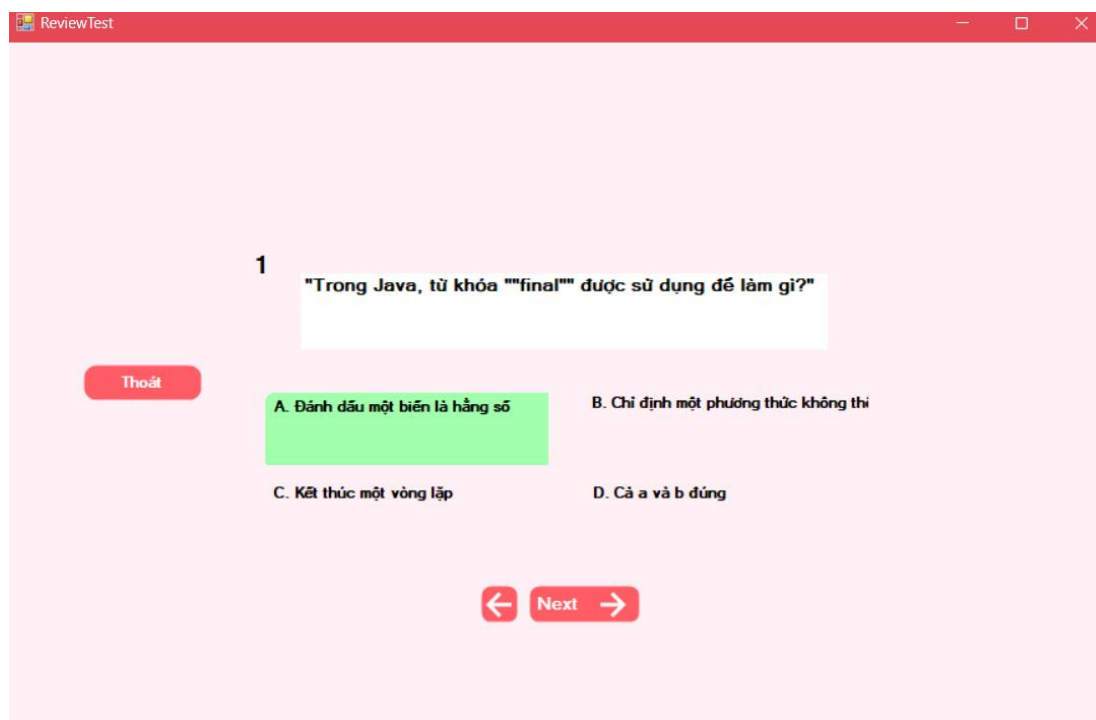 ReviewTest
1
"Trong Java, từ khóa ""final"" được sử dụng để làm gì?"
Thoát
A. Đánh dấu một biến là hằng số
B. Chỉ định một phương thức không thi
C. Kết thúc một vòng lặp
D. Cả a và b đúng
Next